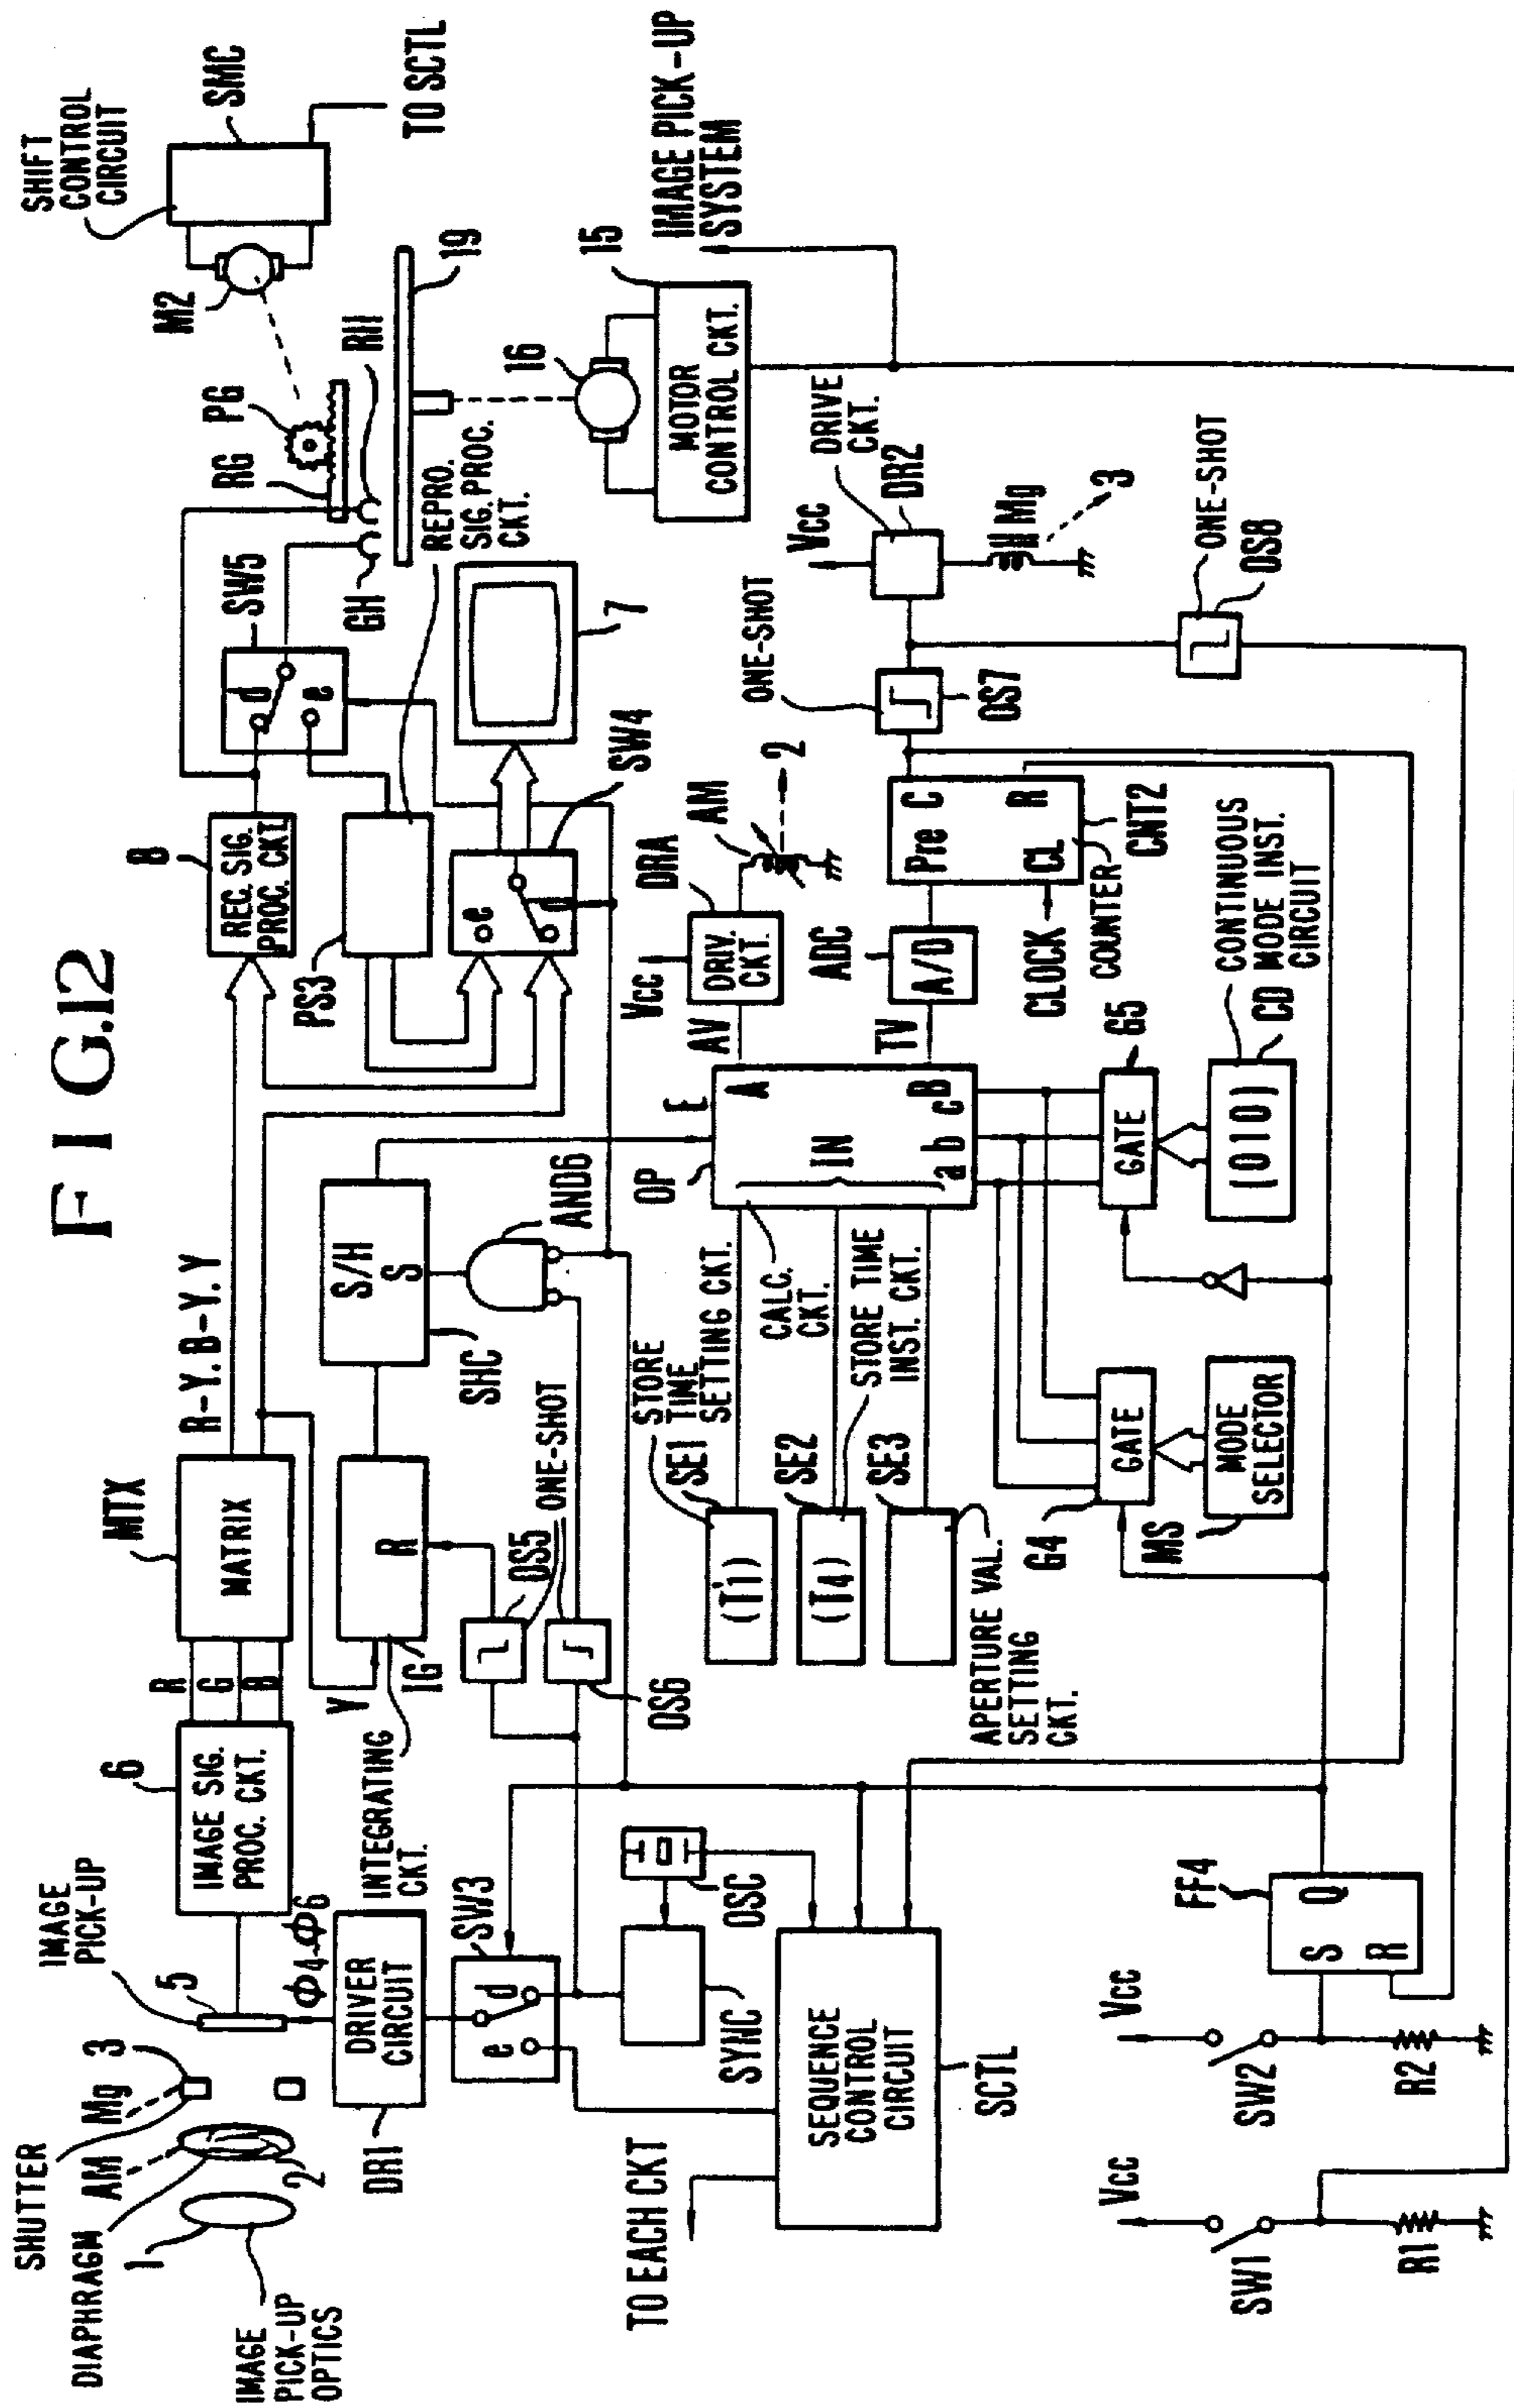 FIG.12
SHUTTER
DIAPHRAGM
1
IMAGE
PICK-UP
OPTICS
AM
Mg
3
2
IMAGE
PICK-UP
5
φ4-φ6
6
IMAGE SIG.
PROC. CKT.
R
G
B
MTX
MATRIX
R-Y.B-Y.Y
Y
8
REC. SIG.
PROC. CKT.
SW5
d
e
RG
PG
M2
SHIFT
CONTROL
CIRCUIT
SMC
TO SCTL
GH
RH
19
PS3
REPRO.
SIG. PROC.
CKT.
DRIVER
CIRCUIT
DR1
INTEGRATING
CKT.
IG
R
S/H
S
SHC
AND6
OS5
ONE-SHOT
OS6
e
d
SW4
7
16
15
MOTOR
CONTROL CKT.
IMAGE PICK-UP
SYSTEM
SW3
e
d
SYNC
OSC
TO EACH CKT
SEQUENCE
CONTROL
CIRCUIT
SCTL
STORE
TIME
SETTING CKT.
SE1
(T1)
CALC.
CKT.
SE2
(T4)
STORE TIME
INST. CKT.
SE3
APERTURE VAL.
SETTING
CKT.
OP
E
A
IN
a b c B
AV
TV
Vcc
DRIV.
CKT.
DRA
AM
2
ADC
A/D
CLOCK
Pre C
CL R
COUNTER
CNT2
ONE-SHOT
OS7
Vcc
DRIVE
CKT.
DR2
Mg
3
ONE-SHOT
OS8
G4
GATE
MS
MODE
SELECTOR
G5
GATE
(010)
CD
CONTINUOUS
MODE INST.
CIRCUIT
Vcc
SW1
R1
Vcc
SW2
R2
FF4
S Q
R